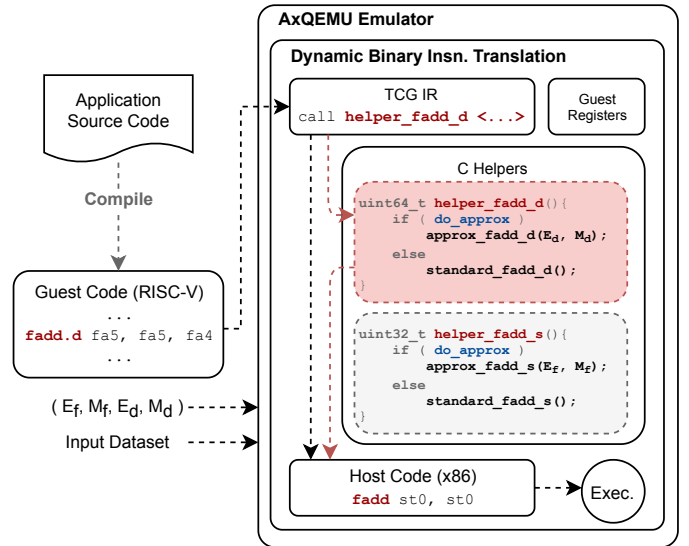 AxQEMU Emulator
Dynamic Binary Insn. Translation
Application
Source Code
Compile
Guest Code (RISC-V)
...
fadd.d fa5, fa5, fa4
...
( Ef, Mf, Ed, Md )
Input Dataset
TCG IR
call helper_fadd_d <...>
Guest
Registers
C Helpers
uint64_t helper_fadd_d(){
if ( do_approx )
approx_fadd_d(Ed, Md);
else
standard_fadd_d();
}
uint32_t helper_fadd_s(){
if ( do_approx )
approx_fadd_s(Ef, Mf);
else
standard_fadd_s();
}
Host Code (x86)
fadd st0, st0
Exec.